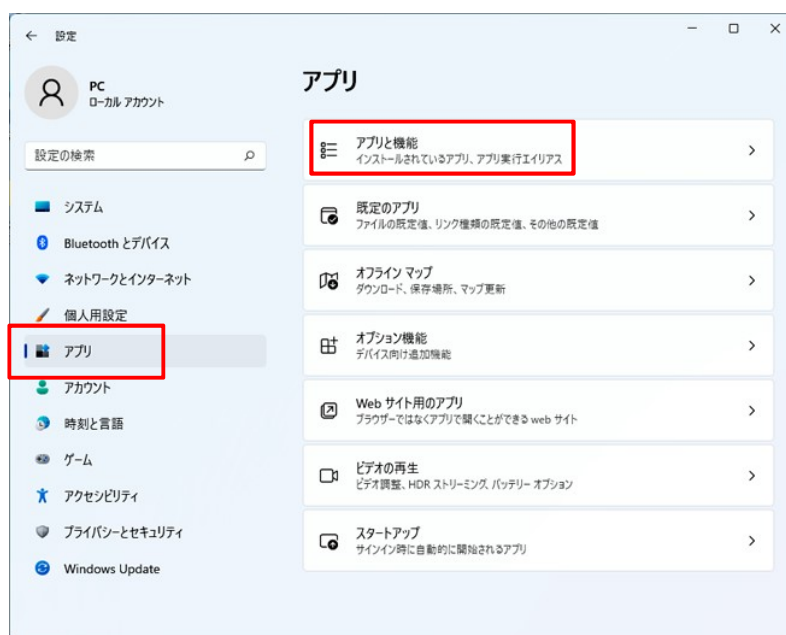 設定
PC
ローカル アカウント
設定の検索
システム
Bluetooth とデバイス
ネットワークとインターネット
個人用設定
アプリ
アカウント
時刻と言語
ゲーム
アクセシビリティ
プライバシーとセキュリティ
Windows Update
アプリ
アプリと機能
インストールされているアプリ、アプリ実行エイリアス
既定のアプリ
ファイルの既定値、リンク種類の既定値、その他の既定値
オフライン マップ
ダウンロード、保存場所、マップ更新
オプション機能
デバイス向け追加機能
Web サイト用のアプリ
ブラウザーではなくアプリで開くことができる web サイト
ビデオの再生
ビデオ調整、HDR ストリーミング、バッテリー オプション
スタートアップ
サインイン時に自動的に開始されるアプリ